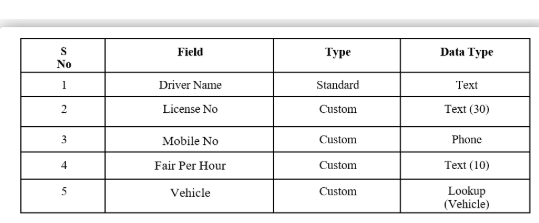 S No Field Type Data Type
1 Driver Name Standard Text
2 License No Custom Text (30)
3 Mobile No Custom Phone
4 Fair Per Hour Custom Text (10)
5 Vehicle Custom Lookup (Vehicle)